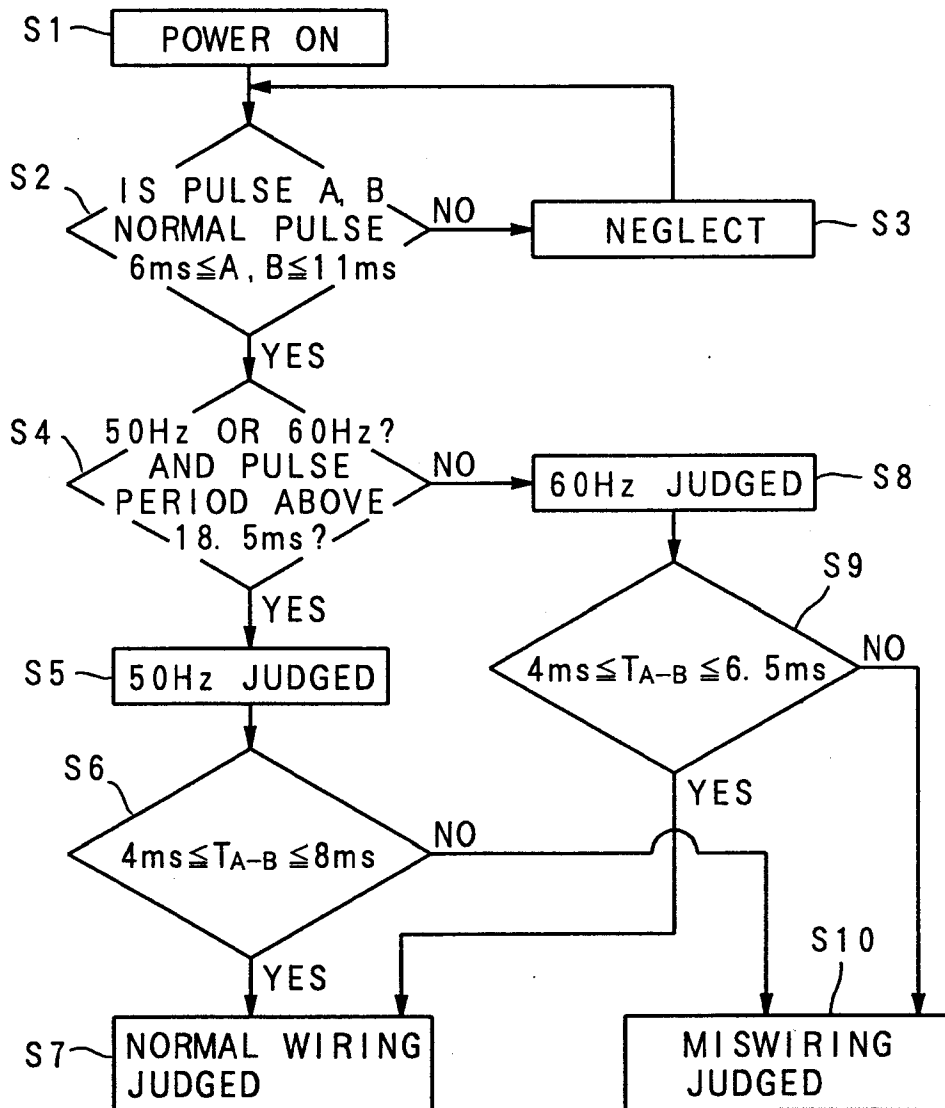 S1
POWER ON
S2
IS PULSE A, B
NORMAL PULSE
6ms≦A, B≦11ms
NO
NEGLECT
S3
YES
S4
50Hz OR 60Hz?
AND PULSE
PERIOD ABOVE
18. 5ms?
NO
60Hz JUDGED
S8
YES
S9
S5
50Hz JUDGED
4ms≦TA-B≦6. 5ms
NO
S6
YES
4ms≦TA-B≦8ms
NO
S10
YES
S7
NORMAL WIRING
JUDGED
MISWIRING
JUDGED